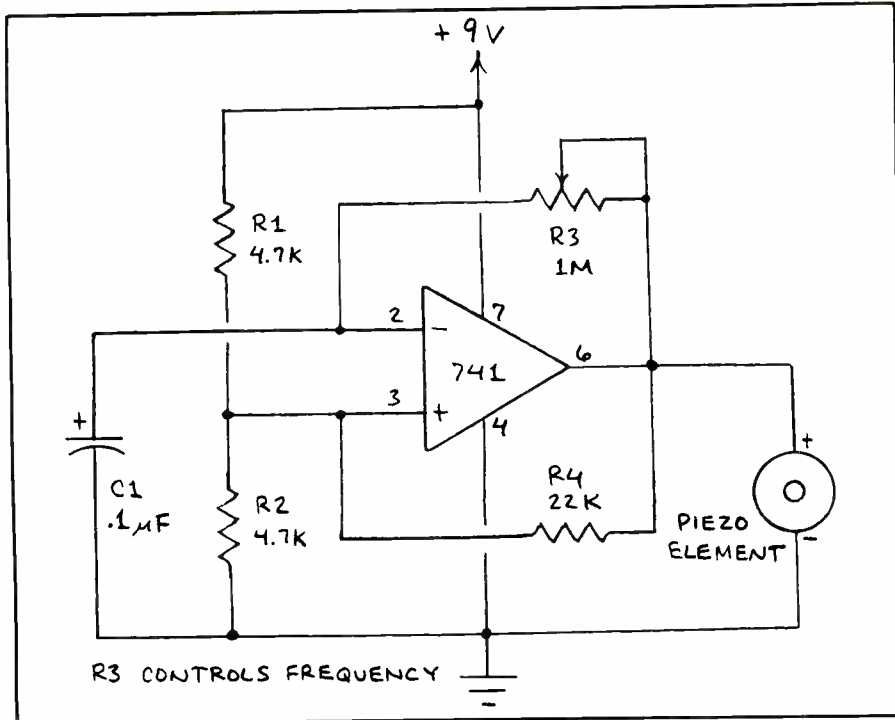 + 9V
R1
4.7K
R3
1M
2
-
7
741
6
3
+
4
+
C1
.1µF
R2
4.7K
R4
22K
+
PIEZO
ELEMENT
-
R3 CONTROLS FREQUENCY